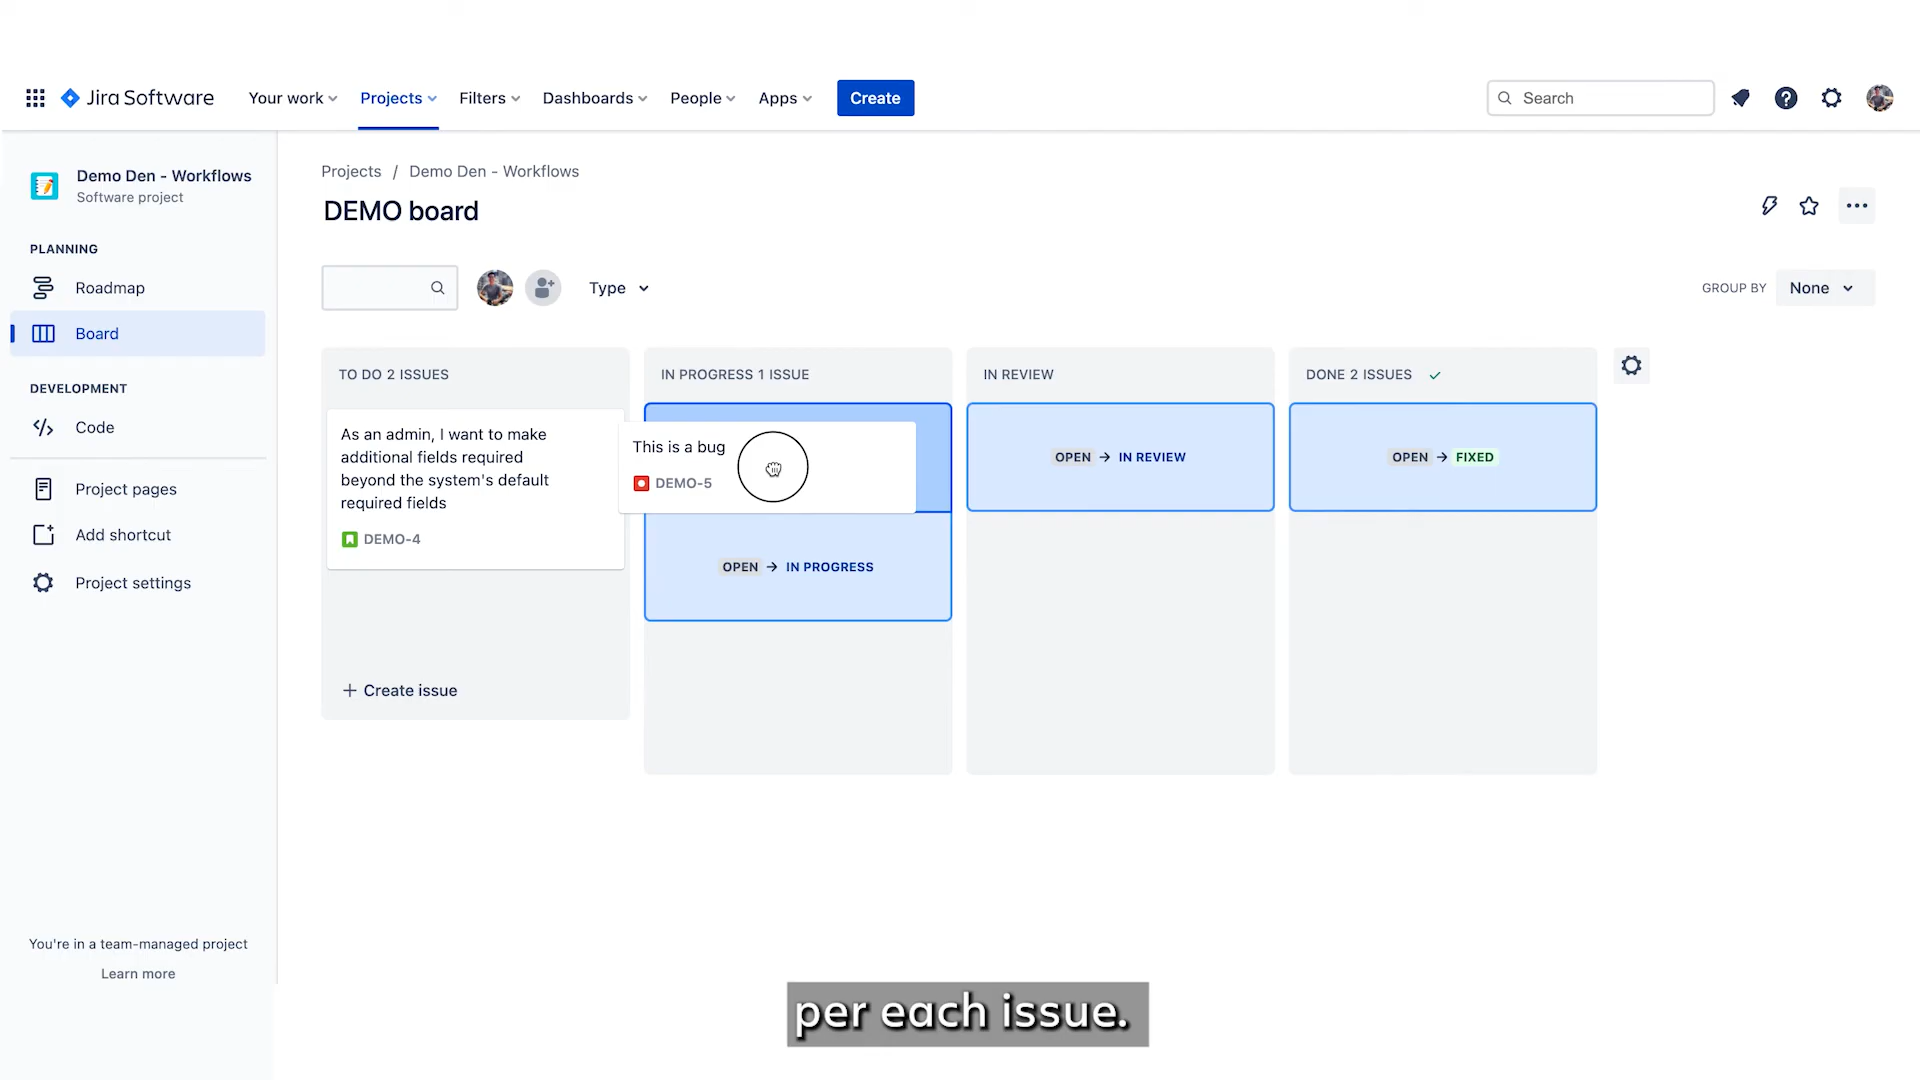 Jira Software
Your work
Projects
Filters
Dashboards
People
Apps
Create
Search
Demo Den - Workflows
Software project
PLANNING
Roadmap
Board
DEVELOPMENT
Code
Project pages
Add shortcut
Project settings
You're in a team-managed project
Learn more
Projects / Demo Den - Workflows
DEMO board
Type
GROUP BY None
TO DO 2 ISSUES
As an admin, I want to make
additional fields required
beyond the system's default
required fields
DEMO-4
+ Create issue
IN PROGRESS 1 ISSUE
This is a bug
DEMO-5
OPEN → IN PROGRESS
IN REVIEW
OPEN → IN REVIEW
DONE 2 ISSUES
OPEN → FIXED
per each issue.